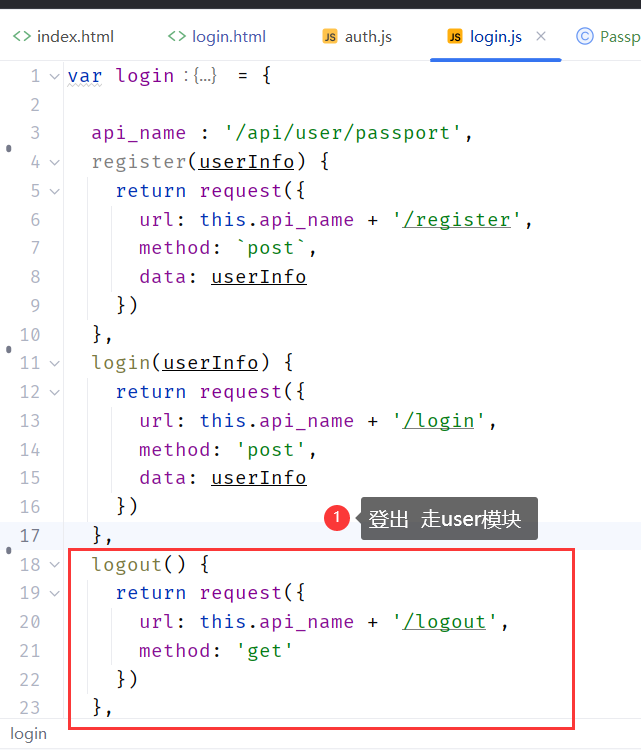 index.html login.html JS auth.js JS login.js × C Passp
1 var login :{...} = {
2
3 api_name : '/api/user/passport',
4 register(userInfo) {
5 return request({
6 url: this.api_name + '/register',
7 method: `post`,
8 data: userInfo
9 })
10 },
11 login(userInfo) {
12 return request({
13 url: this.api_name + '/login',
14 method: 'post',
15 data: userInfo
16 })
1 登出 走user模块
17 },
18 logout() {
19 return request({
20 url: this.api_name + '/logout',
21 method: 'get'
22 })
23 },
login